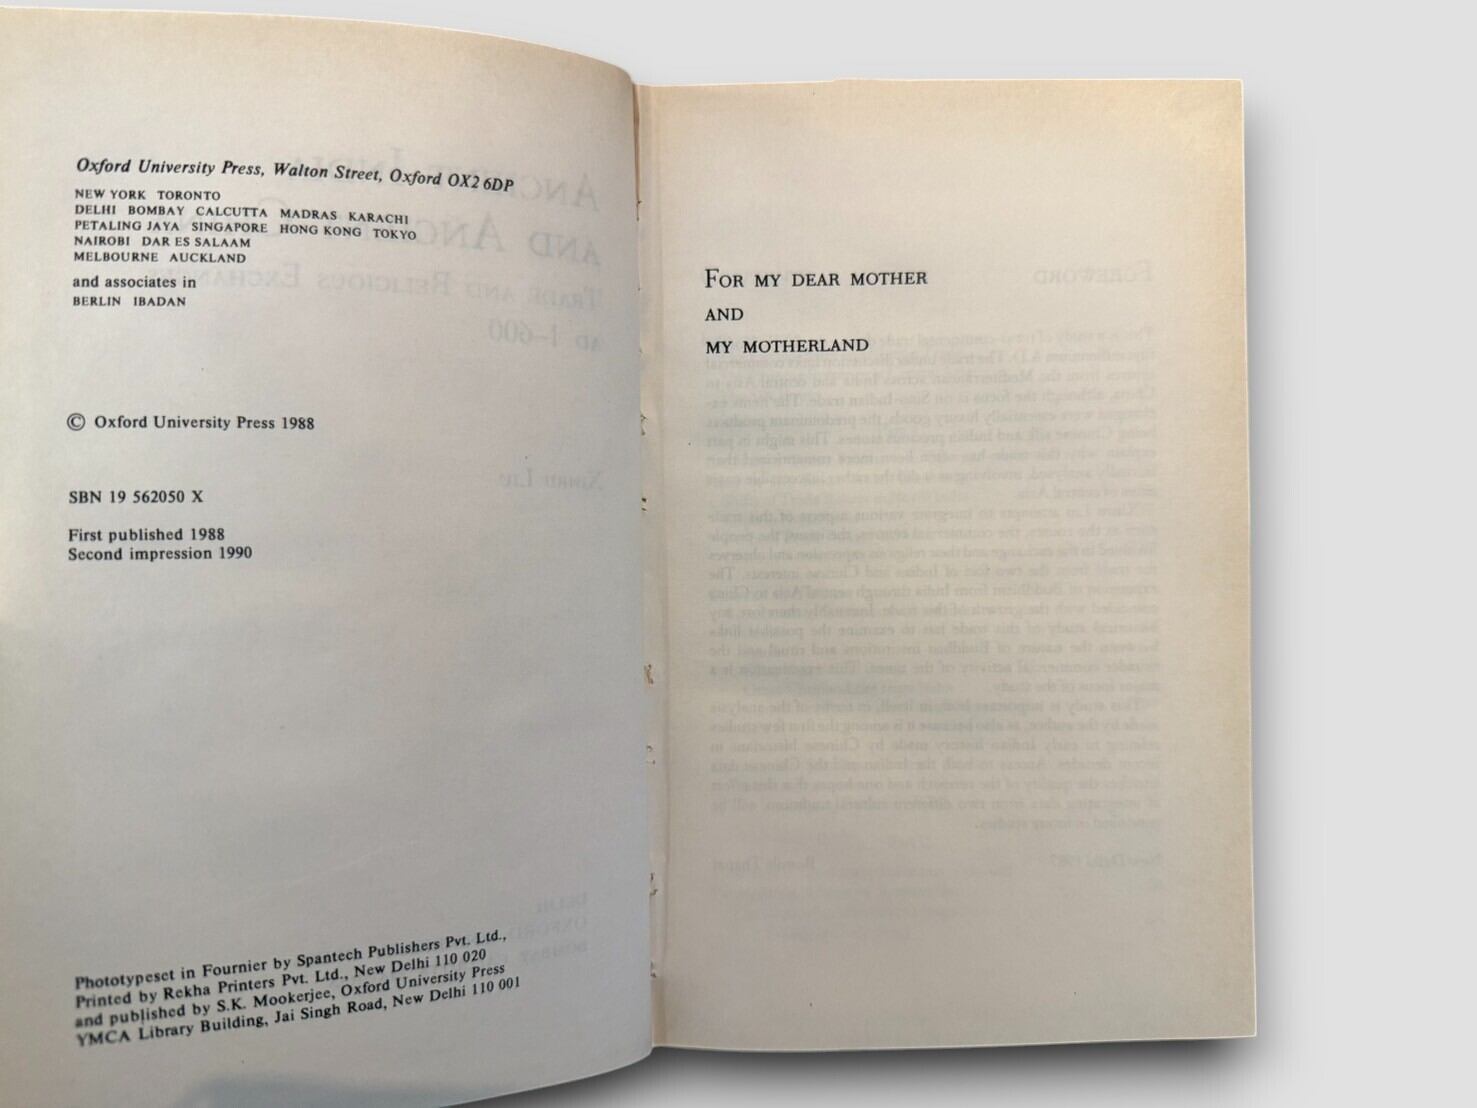 Oxford University Press, Walton Street, Oxford OX2 6DP
NEW YORK TORONTO
DELHI BOMBAY CALCUTTA MADRAS KARACHI
PETALING JAYA SINGAPORE HONG KONG TOKYO
NAIROBI DAR ES SALAAM
MELBOURNE AUCKLAND
and associates in
BERLIN IBADAN
© Oxford University Press 1988
SBN 19 562050 X
First published 1988
Second impression 1990
Phototypeset in Fournier by Spantech Publishers Pvt. Ltd.,
Printed by Rekha Printers Pvt. Ltd., New Delhi 110 020
and published by S.K. Mookerjee, Oxford University Press
YMCA Library Building, Jai Singh Road, New Delhi 110 001
FOR MY DEAR MOTHER
AND
MY MOTHERLAND